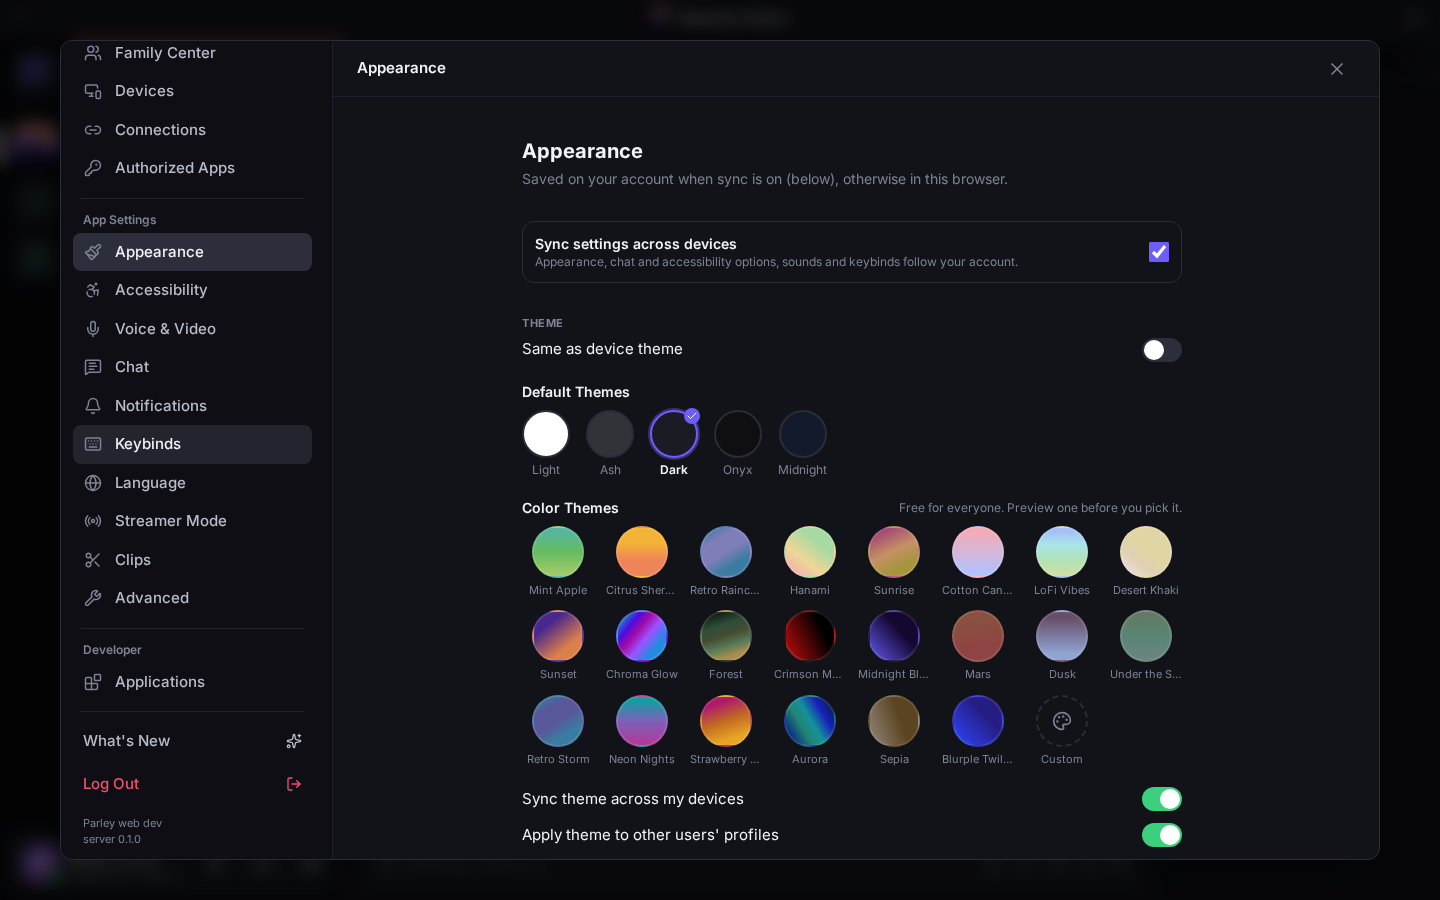 Family Center
Devices
Connections
Authorized Apps
App Settings
Appearance
Accessibility
Voice & Video
Chat
Notifications
Keybinds
Language
Streamer Mode
Clips
Advanced
Developer
Applications
What's New
Log Out
Parley web dev
server 0.1.0
Appearance
Appearance
Saved on your account when sync is on (below), otherwise in this browser.
Sync settings across devices
Appearance, chat and accessibility options, sounds and keybinds follow your account.
THEME
Same as device theme
Default Themes
Light Ash Dark Onyx Midnight
Color Themes Free for everyone. Preview one before you pick it.
Mint Apple Citrus Sher... Retro Rainc... Hanami Sunrise Cotton Can... LoFi Vibes Desert Khaki
Sunset Chroma Glow Forest Crimson M... Midnight Bl... Mars Dusk Under the S...
Retro Storm Neon Nights Strawberry ... Aurora Sepia Blurple Twil... Custom
Sync theme across my devices
Apply theme to other users' profiles